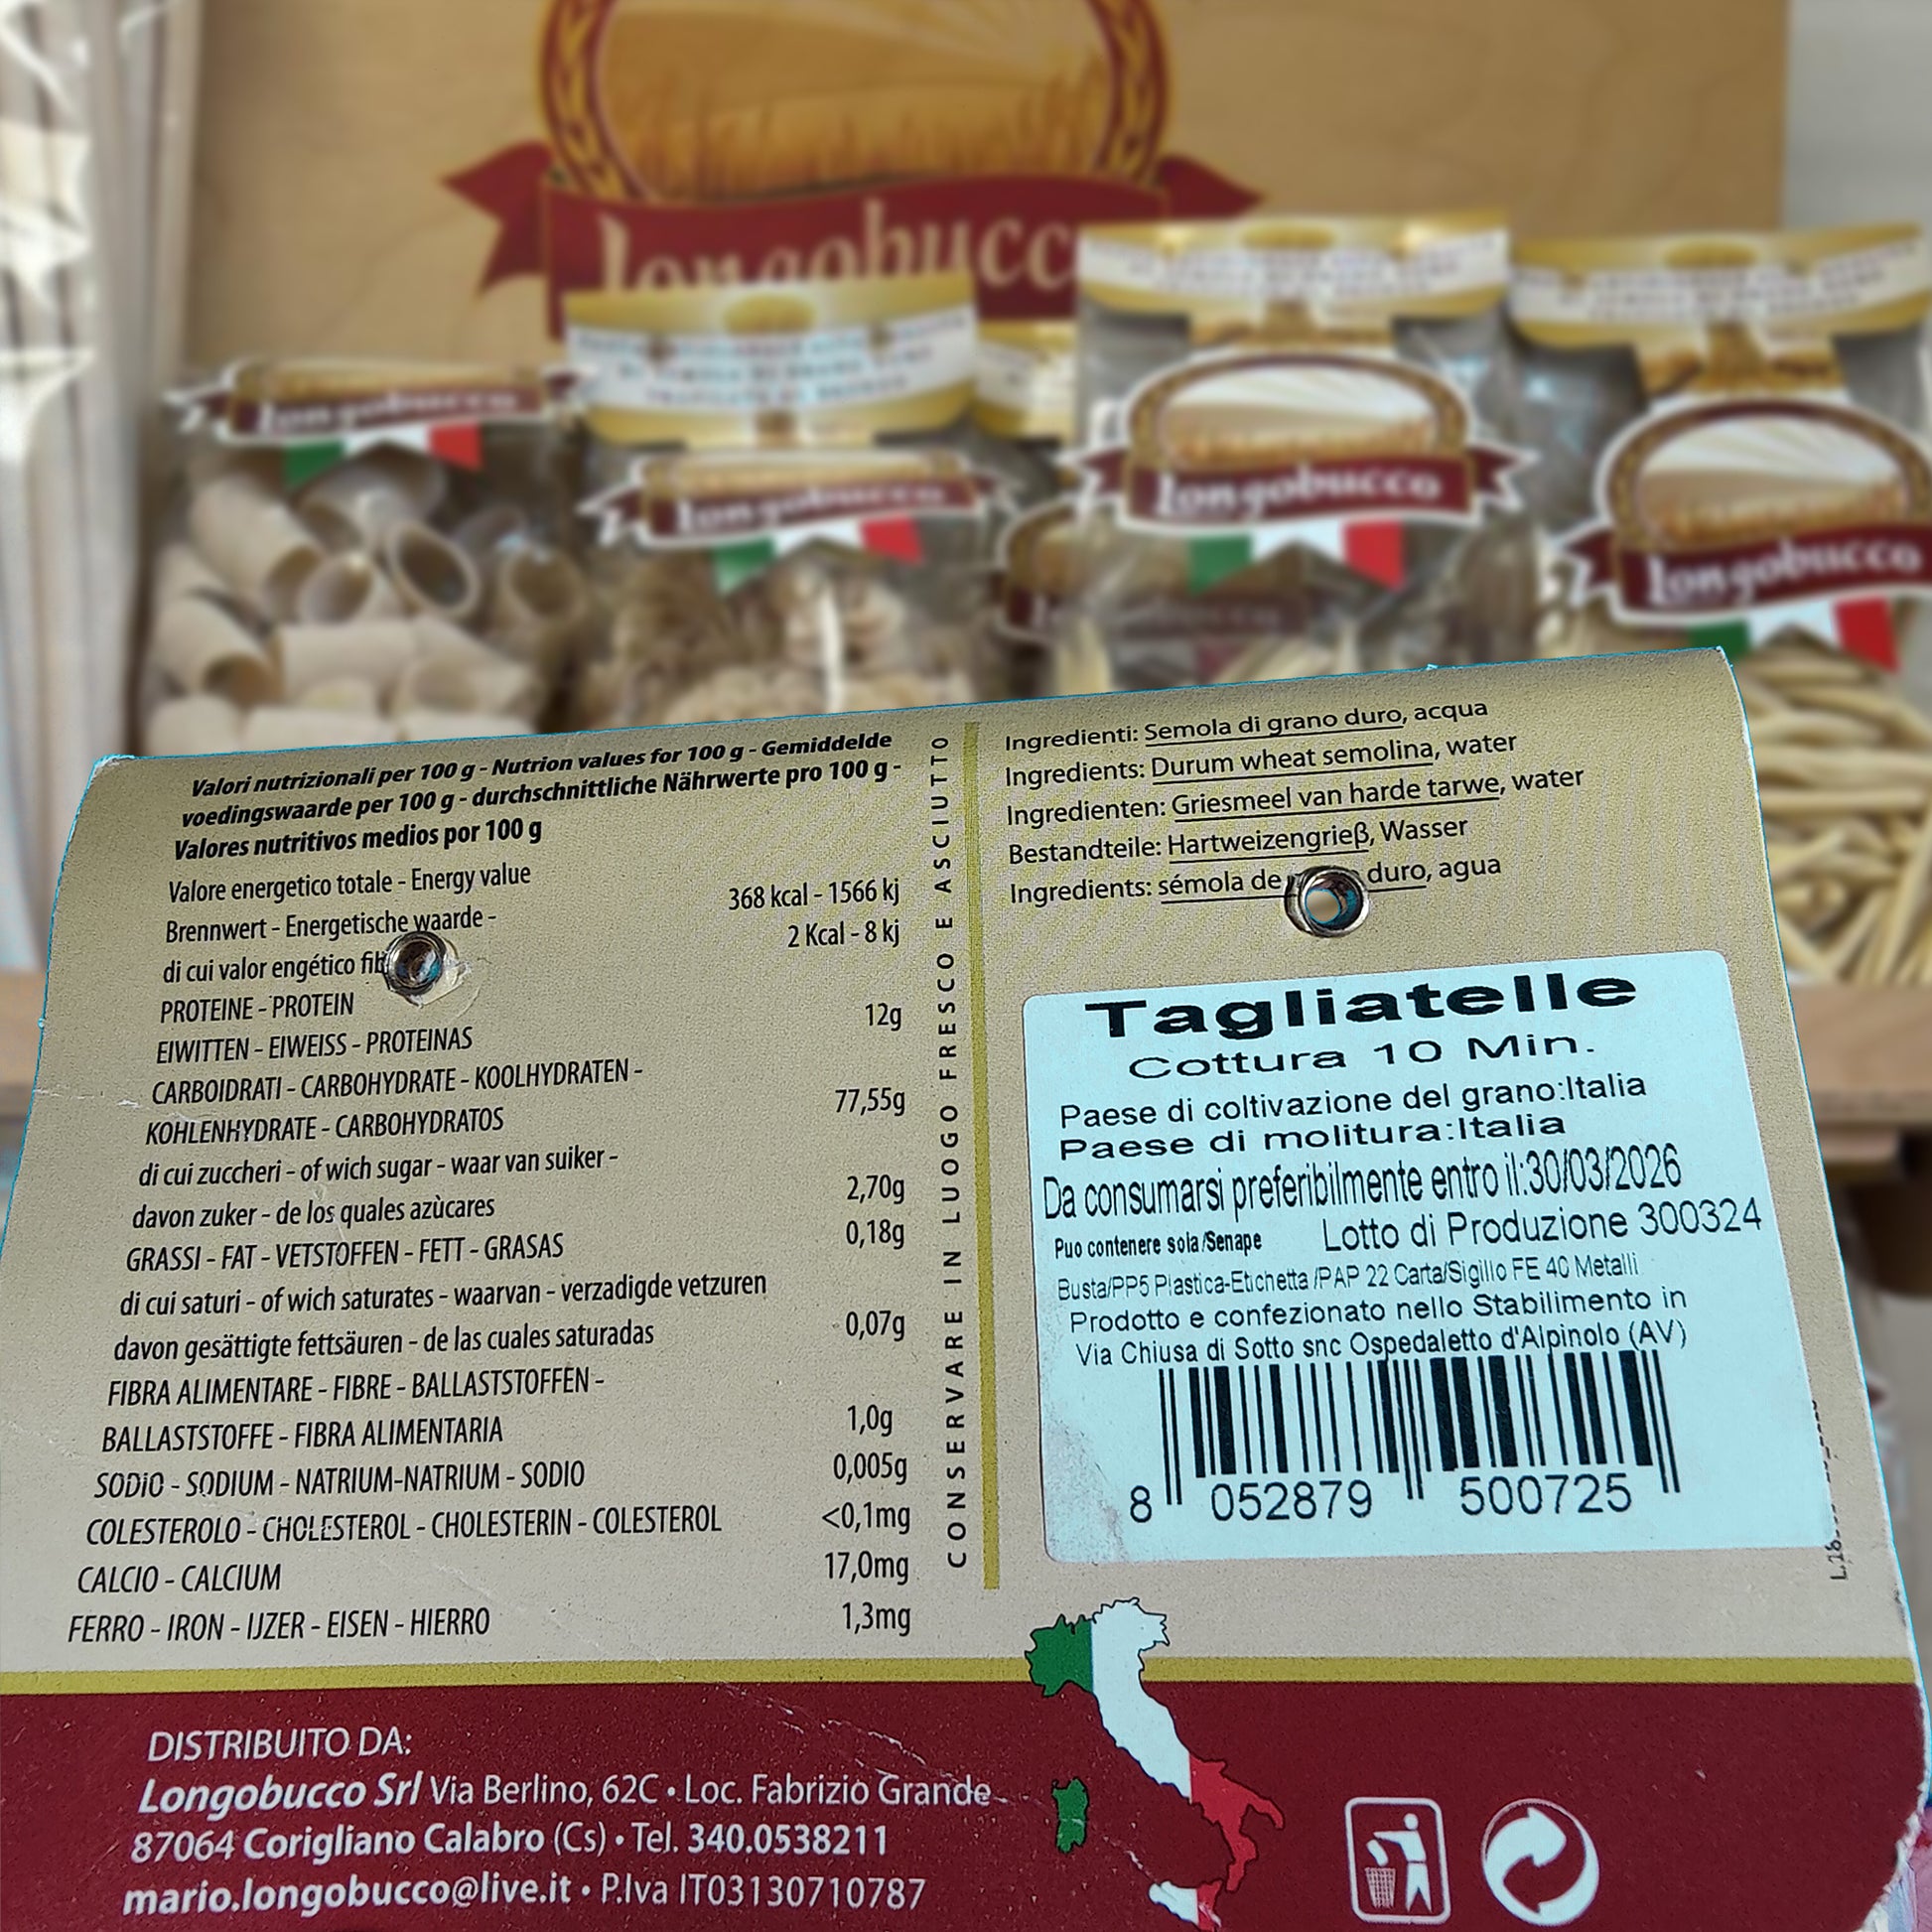 longobucc
longobucco
longobucco
longobucco
longobucco
Valori nutrizionali per 100 g - Nutrion values for 100 g - Gemiddelde
voedingswaarde per 100 g - durchschnittliche Nährwerte pro 100 g -
Valores nutritivos medios por 100 g
Valore energetico totale - Energy value
Brennwert - Energetische waarde - 368 kcal - 1566 kj
di cui valor engético 2 Kcal - 8 kj
PROTEINE - PROTEIN
EIWITTEN - EIWEISS - PROTEINAS 12g
CARBOIDRATI - CARBOHYDRATE - KOOLHYDRATEN -
KOHLENHYDRATE - CARBOHYDRATOS 77,55g
di cui zuccheri - of wich sugar - waar van suiker -
davon zuker - de los quales azùcares 2,70g
GRASSI - FAT - VETSTOFFEN - FETT - GRASAS 0,18g
di cui saturi - of wich saturates - waarvan - verzadigde vetzuren
davon gesättigte fettsäuren - de las cuales saturadas 0,07g
FIBRA ALIMENTARE - FIBRE - BALLASTSTOFFEN -
BALLASTSTOFFE - FIBRA ALIMENTARIA 1,0g
SODIO - SODIUM - NATRIUM-NATRIUM - SODIO 0,005g
COLESTEROLO - CHOLESTEROL - CHOLESTERIN - COLESTEROL <0,1mg
CALCIO - CALCIUM 17,0mg
FERRO - IRON - IJZER - EISEN - HIERRO 1,3mg
CONSERVARE IN LUOGO FRESCO E ASCIUTTO
Ingredienti: Semola di grano duro, acqua
Ingredients: Durum wheat semolina, water
Ingredienten: Griesmeel van harde tarwe, water
Bestandteile: Hartweizengrieß, Wasser
Ingredients: sémola de duro, agua
Tagliatelle
Cottura 10 Min.
Paese di coltivazione del grano:Italia
Paese di molitura:Italia
Da consumarsi preferibilmente entro il:30/03/2026
Puo contenere soia/Senape Lotto di Produzione 300324
Busta/PP5 Plastica-Etichetta /PAP 22 Carta/Sigillo FE 40 Metalli
Prodotto e confezionato nello Stabilimento in
Via Chiusa di Sotto snc Ospedaletto d'Alpinolo (AV)
8 052879 500725
DISTRIBUITO DA:
Longobucco Srl Via Berlino, 62C • Loc. Fabrizio Grande
87064 Corigliano Calabro (Cs) • Tel. 340.0538211
mario.longobucco@live.it • P.Iva IT03130710787